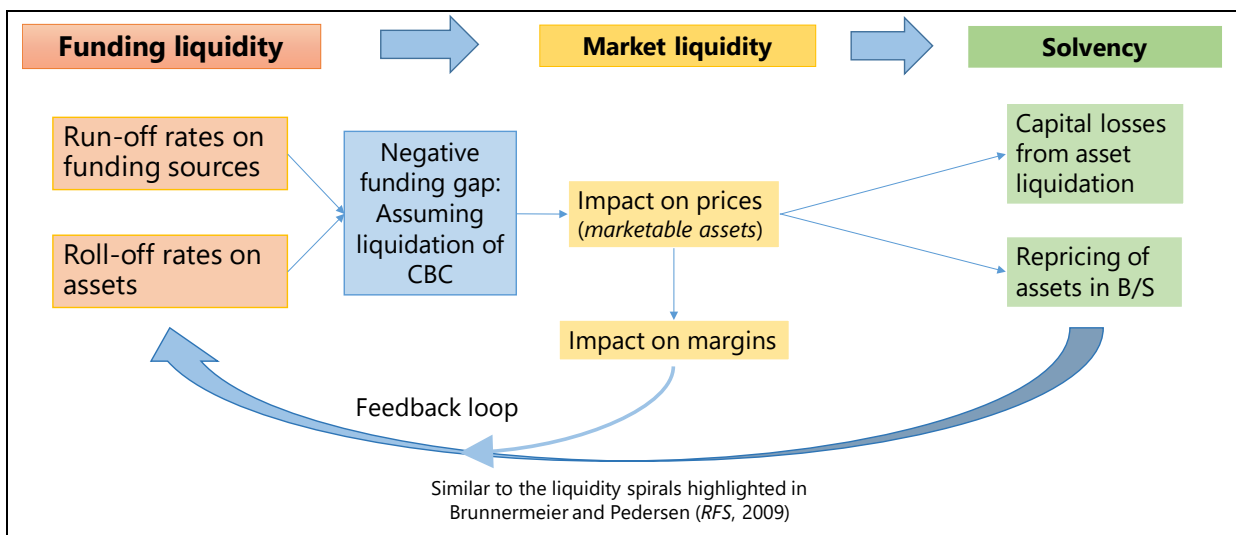 Funding liquidity
Market liquidity
Solvency
Run-off rates on
funding sources
Roll-off rates on
assets
Negative
funding gap:
Assuming
liquidation of
CBC
Impact on prices
(marketable assets)
Impact on margins
Capital losses
from asset
liquidation
Repricing of
assets in B/S
Feedback loop
Similar to the liquidity spirals highlighted in
Brunnermeier and Pedersen (RFS, 2009)